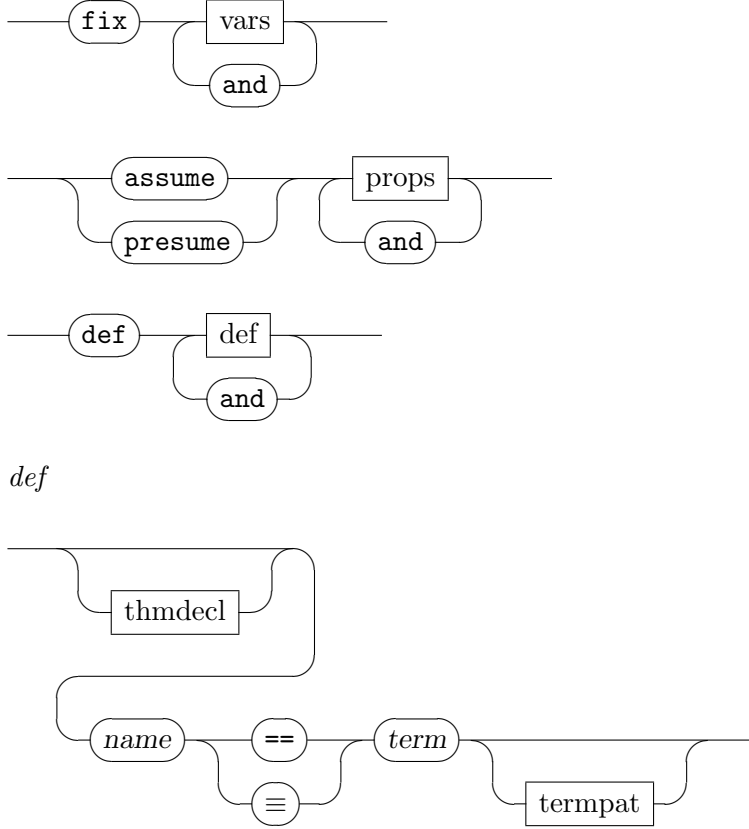 fix vars
and
assume props
presume and
def def
and
def
thmdecl
name == term
≡ termpat